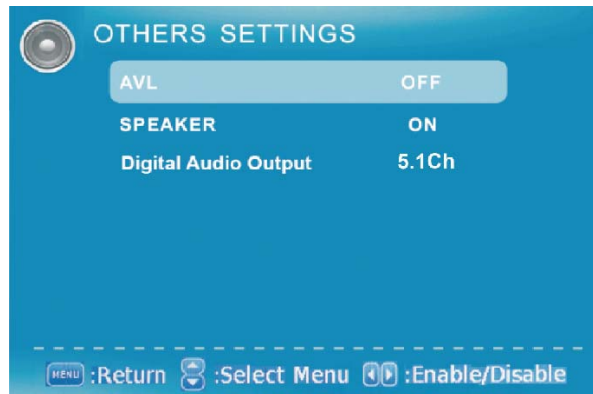 OTHERS SETTINGS
AVL OFF
SPEAKER ON
Digital Audio Output 5.1Ch
MENU :Return :Select Menu :Enable/Disable